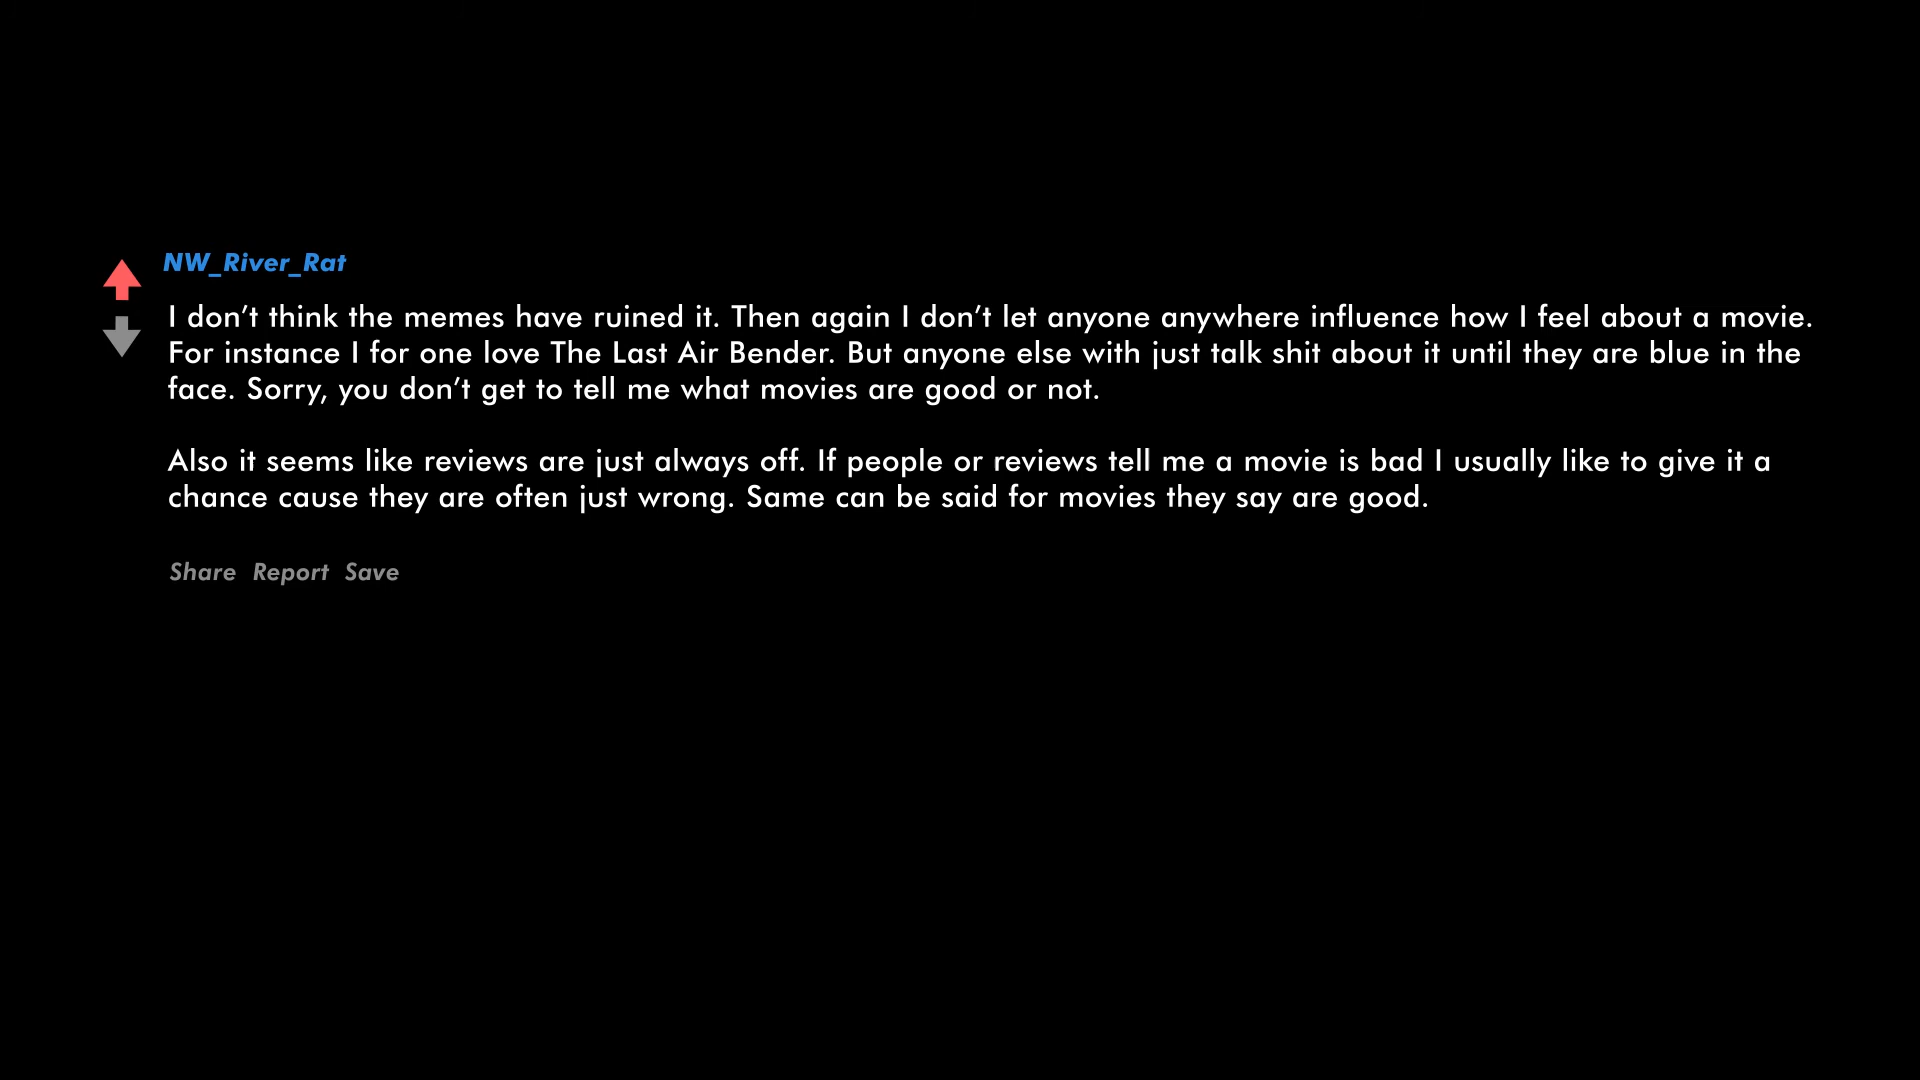 NW_River_Rat
I don't think the memes have ruined it. Then again I don't let anyone anywhere influence how I feel about a movie.
For instance I for one love The Last Air Bender. But anyone else with just talk shit about it until they are blue in the
face. Sorry, you don't get to tell me what movies are good or not.
Also it seems like reviews are just always off. If people or reviews tell me a movie is bad I usually like to give it a
chance cause they are often just wrong. Same can be said for movies they say are good.
Share Report Save